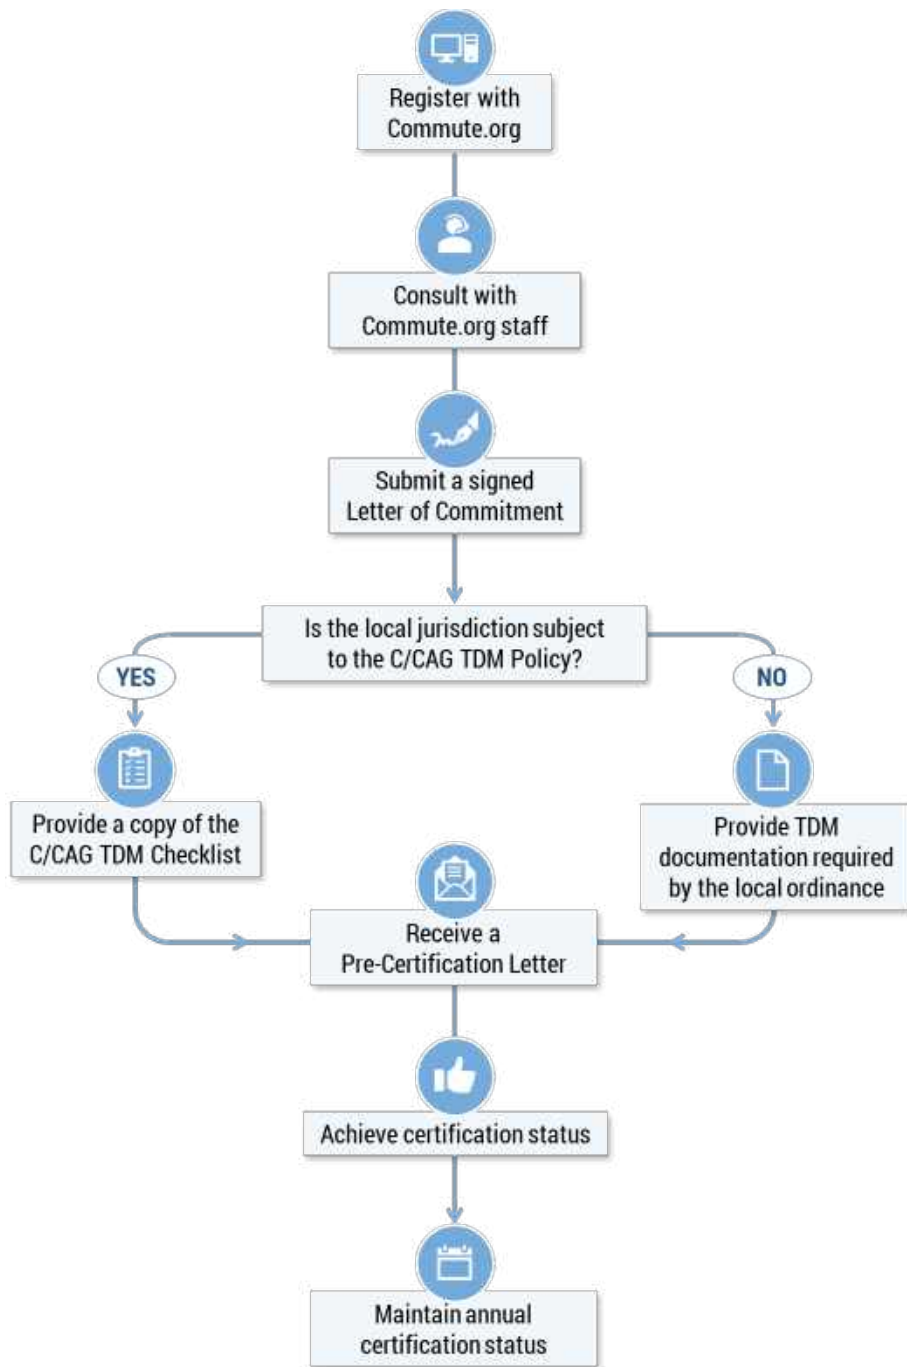 Register with
Commute.org
Consult with
Commute.org staff
Submit a signed
Letter of Commitment
Is the local jurisdiction subject
to the C/CAG TDM Policy?
YES
NO
Provide a copy of the
C/CAG TDM Checklist
Provide TDM
documentation required
by the local ordinance
Receive a
Pre-Certification Letter
Achieve certification status
Maintain annual
certification status